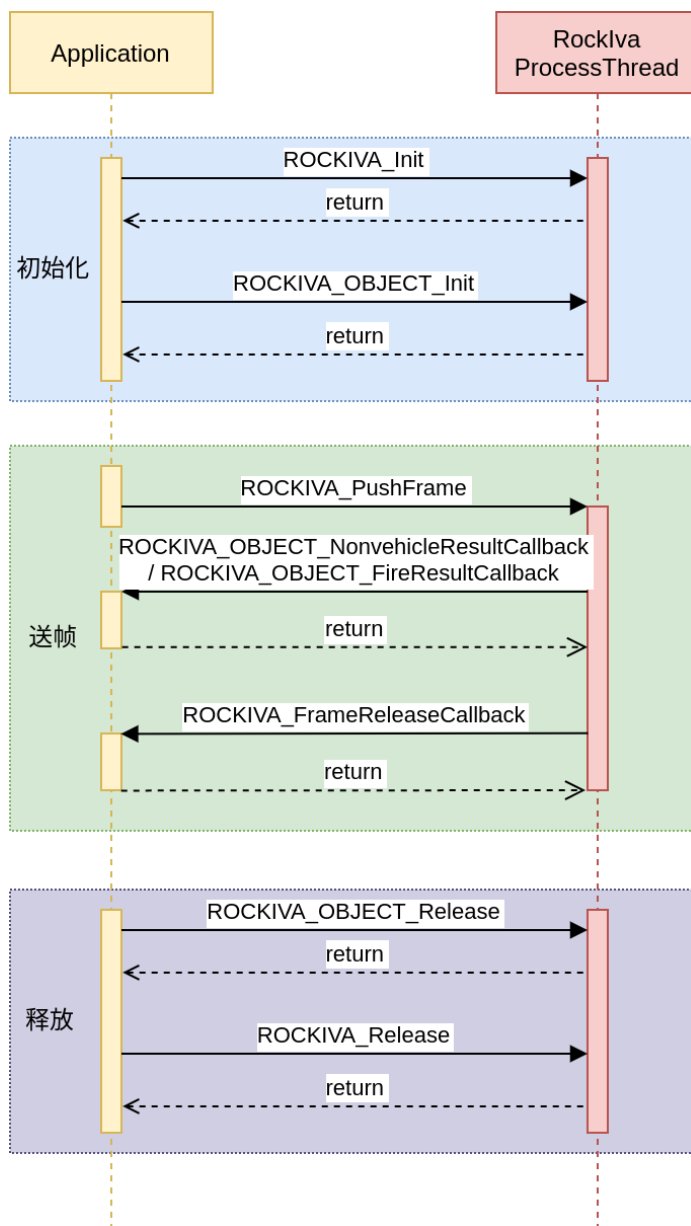 Application
RockIva
ProcessThread
ROCKIVA_Init
return
初始化
ROCKIVA_OBJECT_Init
return
ROCKIVA_PushFrame
ROCKIVA_OBJECT_NonvehicleResultCallback
/ ROCKIVA_OBJECT_FireResultCallback
送帧
return
ROCKIVA_FrameReleaseCallback
return
ROCKIVA_OBJECT_Release
return
释放
ROCKIVA_Release
return